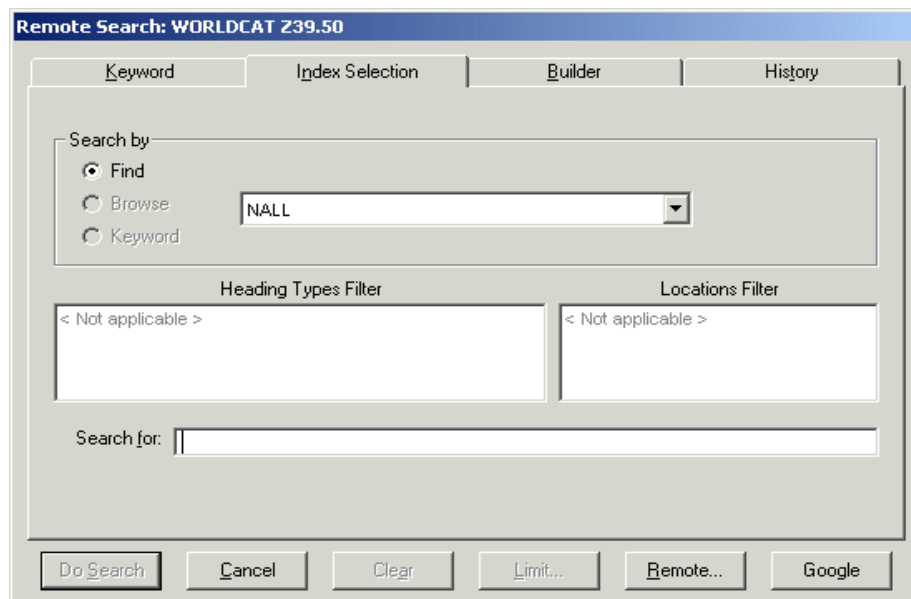 Remote Search: WORLDCAT Z39.50
Keyword Index Selection Builder History
Search by
Find
Browse
NALL
Keyword
Heading Types Filter Locations Filter
< Not applicable > < Not applicable >
Search for:
Do Search Cancel Clear Limit... Remote... Google